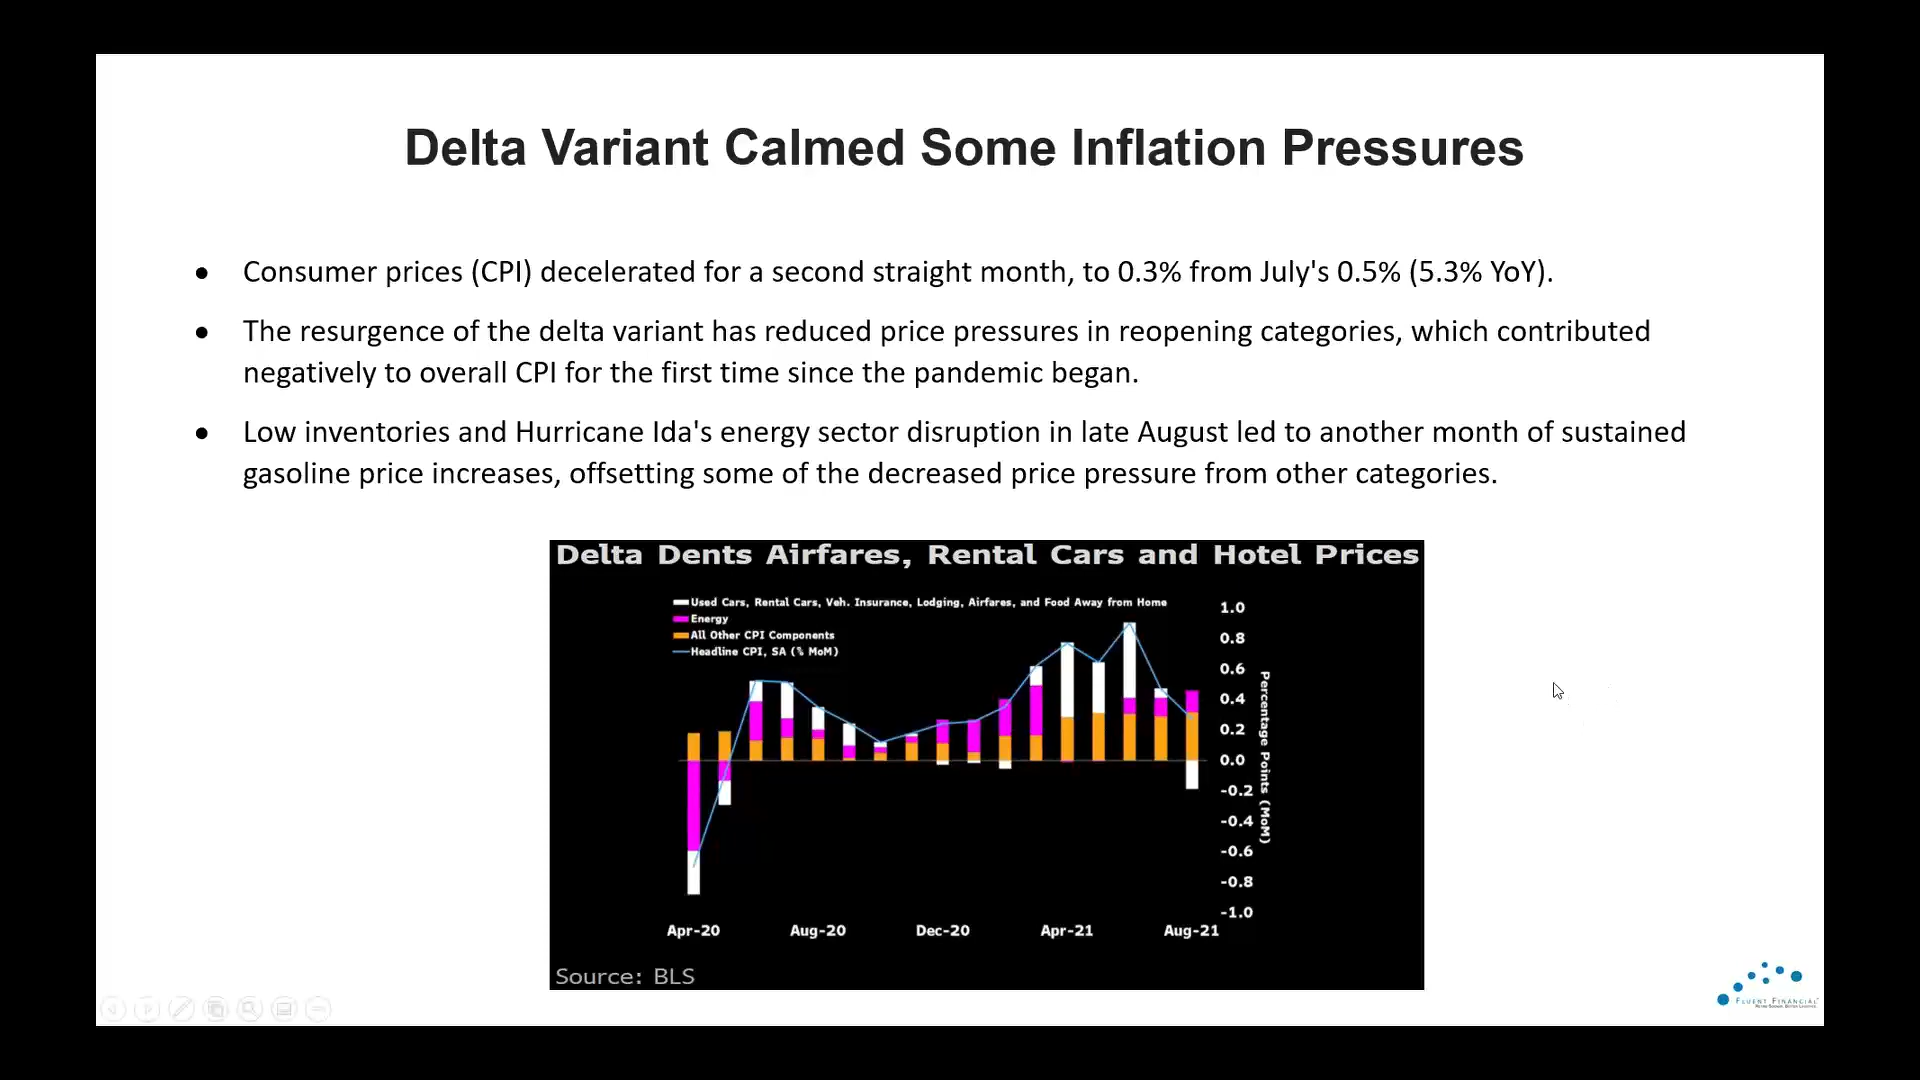 Delta Variant Calmed Some Inflation Pressures
● Consumer prices (CPI) decelerated for a second straight month, to 0.3% from July's 0.5% (5.3% YoY).
● The resurgence of the delta variant has reduced price pressures in reopening categories, which contributed
negatively to overall CPI for the first time since the pandemic began.
● Low inventories and Hurricane Ida's energy sector disruption in late August led to another month of sustained
gasoline price increases, offsetting some of the decreased price pressure from other categories.
Delta Dents Airfares, Rental Cars and Hotel Prices
Used Cars, Rental Cars, Veh. Insurance, Lodging, Airfares, and Food Away from Home
Energy
All Other CPI Components
Headline CPI, SA (% MoM)
1.0
0.8
0.6
0.4
0.2
0.0
-0.2
-0.4
-0.6
-0.8
-1.0
Percentage Points (MoM)
Apr-20 Aug-20 Dec-20 Apr-21 Aug-21
Source: BLS
Fluent Financial